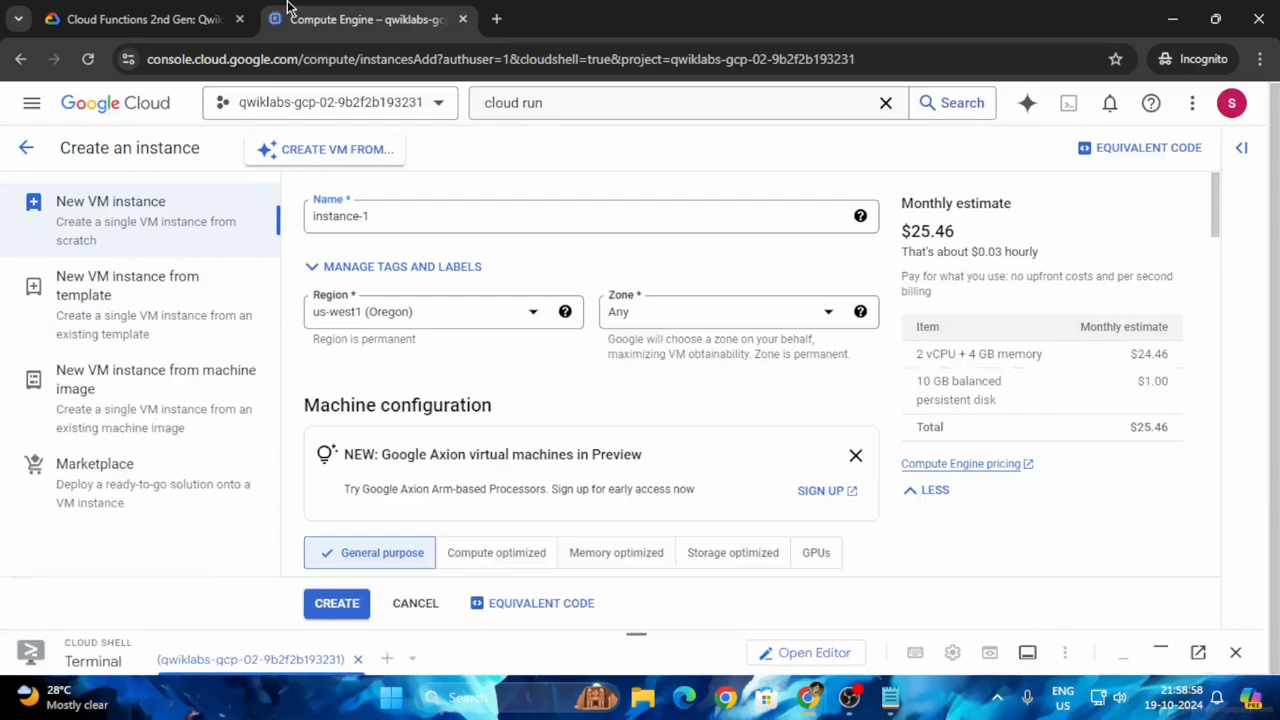 Cloud Functions 2nd Gen: Qwik
Compute Engine – qwiklabs-gc
console.cloud.google.com/compute/instancesAdd?authuser=1&cloudshell=true&project=qwiklabs-gcp-02-9b2f2b193231
Incognito
Google Cloud
qwiklabs-gcp-02-9b2f2b193231
cloud run
Search
S
Create an instance
CREATE VM FROM...
EQUIVALENT CODE
New VM instance
Create a single VM instance from
scratch
New VM instance from
template
Create a single VM instance from an
existing template
New VM instance from machine
image
Create a single VM instance from an
existing machine image
Marketplace
Deploy a ready-to-go solution onto a
VM instance
Name *
instance-1
MANAGE TAGS AND LABELS
Region *
us-west1 (Oregon)
Region is permanent
Zone *
Any
Google will choose a zone on your behalf,
maximizing VM obtainability. Zone is permanent.
Machine configuration
NEW: Google Axion virtual machines in Preview
Try Google Axion Arm-based Processors. Sign up for early access now
SIGN UP
General purpose
Compute optimized
Memory optimized
Storage optimized
GPUs
CREATE
CANCEL
EQUIVALENT CODE
Monthly estimate
$25.46
That's about $0.03 hourly
Pay for what you use: no upfront costs and per second
billing
Item Monthly estimate
2 vCPU + 4 GB memory $24.46
10 GB balanced $1.00
persistent disk
Total $25.46
Compute Engine pricing
LESS
CLOUD SHELL
Terminal
(qwiklabs-gcp-02-9b2f2b193231)
Open Editor
28°C
Mostly clear
Search
ENG
US
21:58:58
19-10-2024
PRE